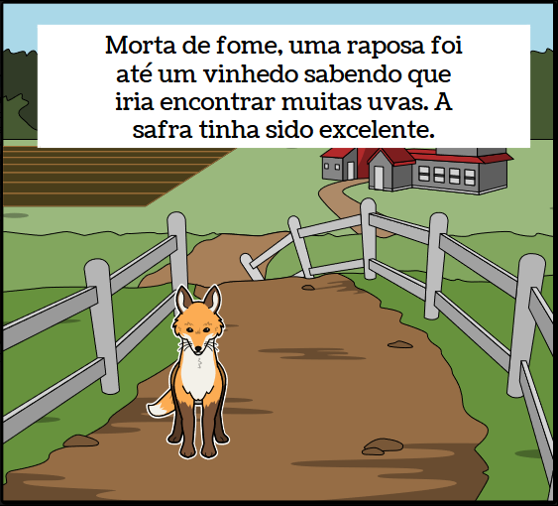 Morta de fome, uma raposa foi
até um vinhedo sabendo que
iria encontrar muitas uvas. A
safra tinha sido excelente.